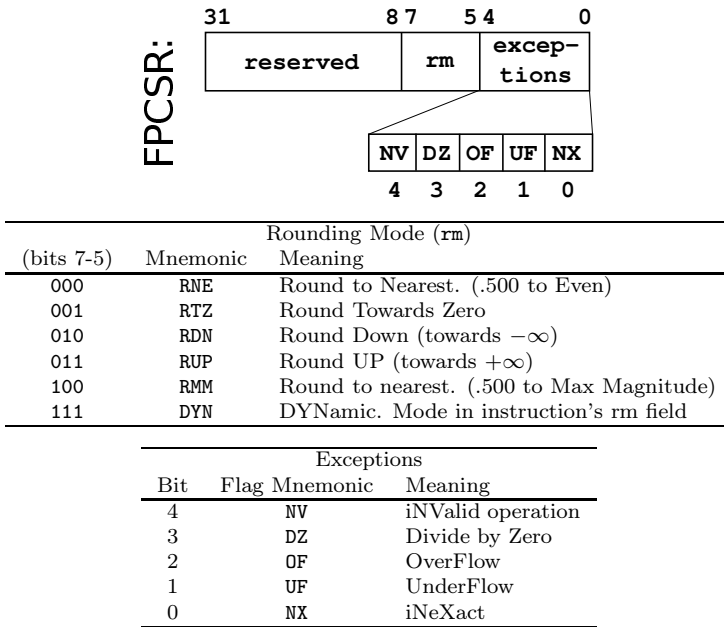 31 8 7 5 4 0
FPCSR:
reserved rm excep-
tions
NV DZ OF UF NX
4 3 2 1 0
Rounding Mode (rm)
(bits 7-5) Mnemonic Meaning
000 RNE Round to Nearest. (.500 to Even)
001 RTZ Round Towards Zero
010 RDN Round Down (towards −∞)
011 RUP Round UP (towards +∞)
100 RMM Round to nearest. (.500 to Max Magnitude)
111 DYN DYNamic. Mode in instruction's rm field
Exceptions
Bit Flag Mnemonic Meaning
4 NV iNValid operation
3 DZ Divide by Zero
2 OF OverFlow
1 UF UnderFlow
0 NX iNeXact